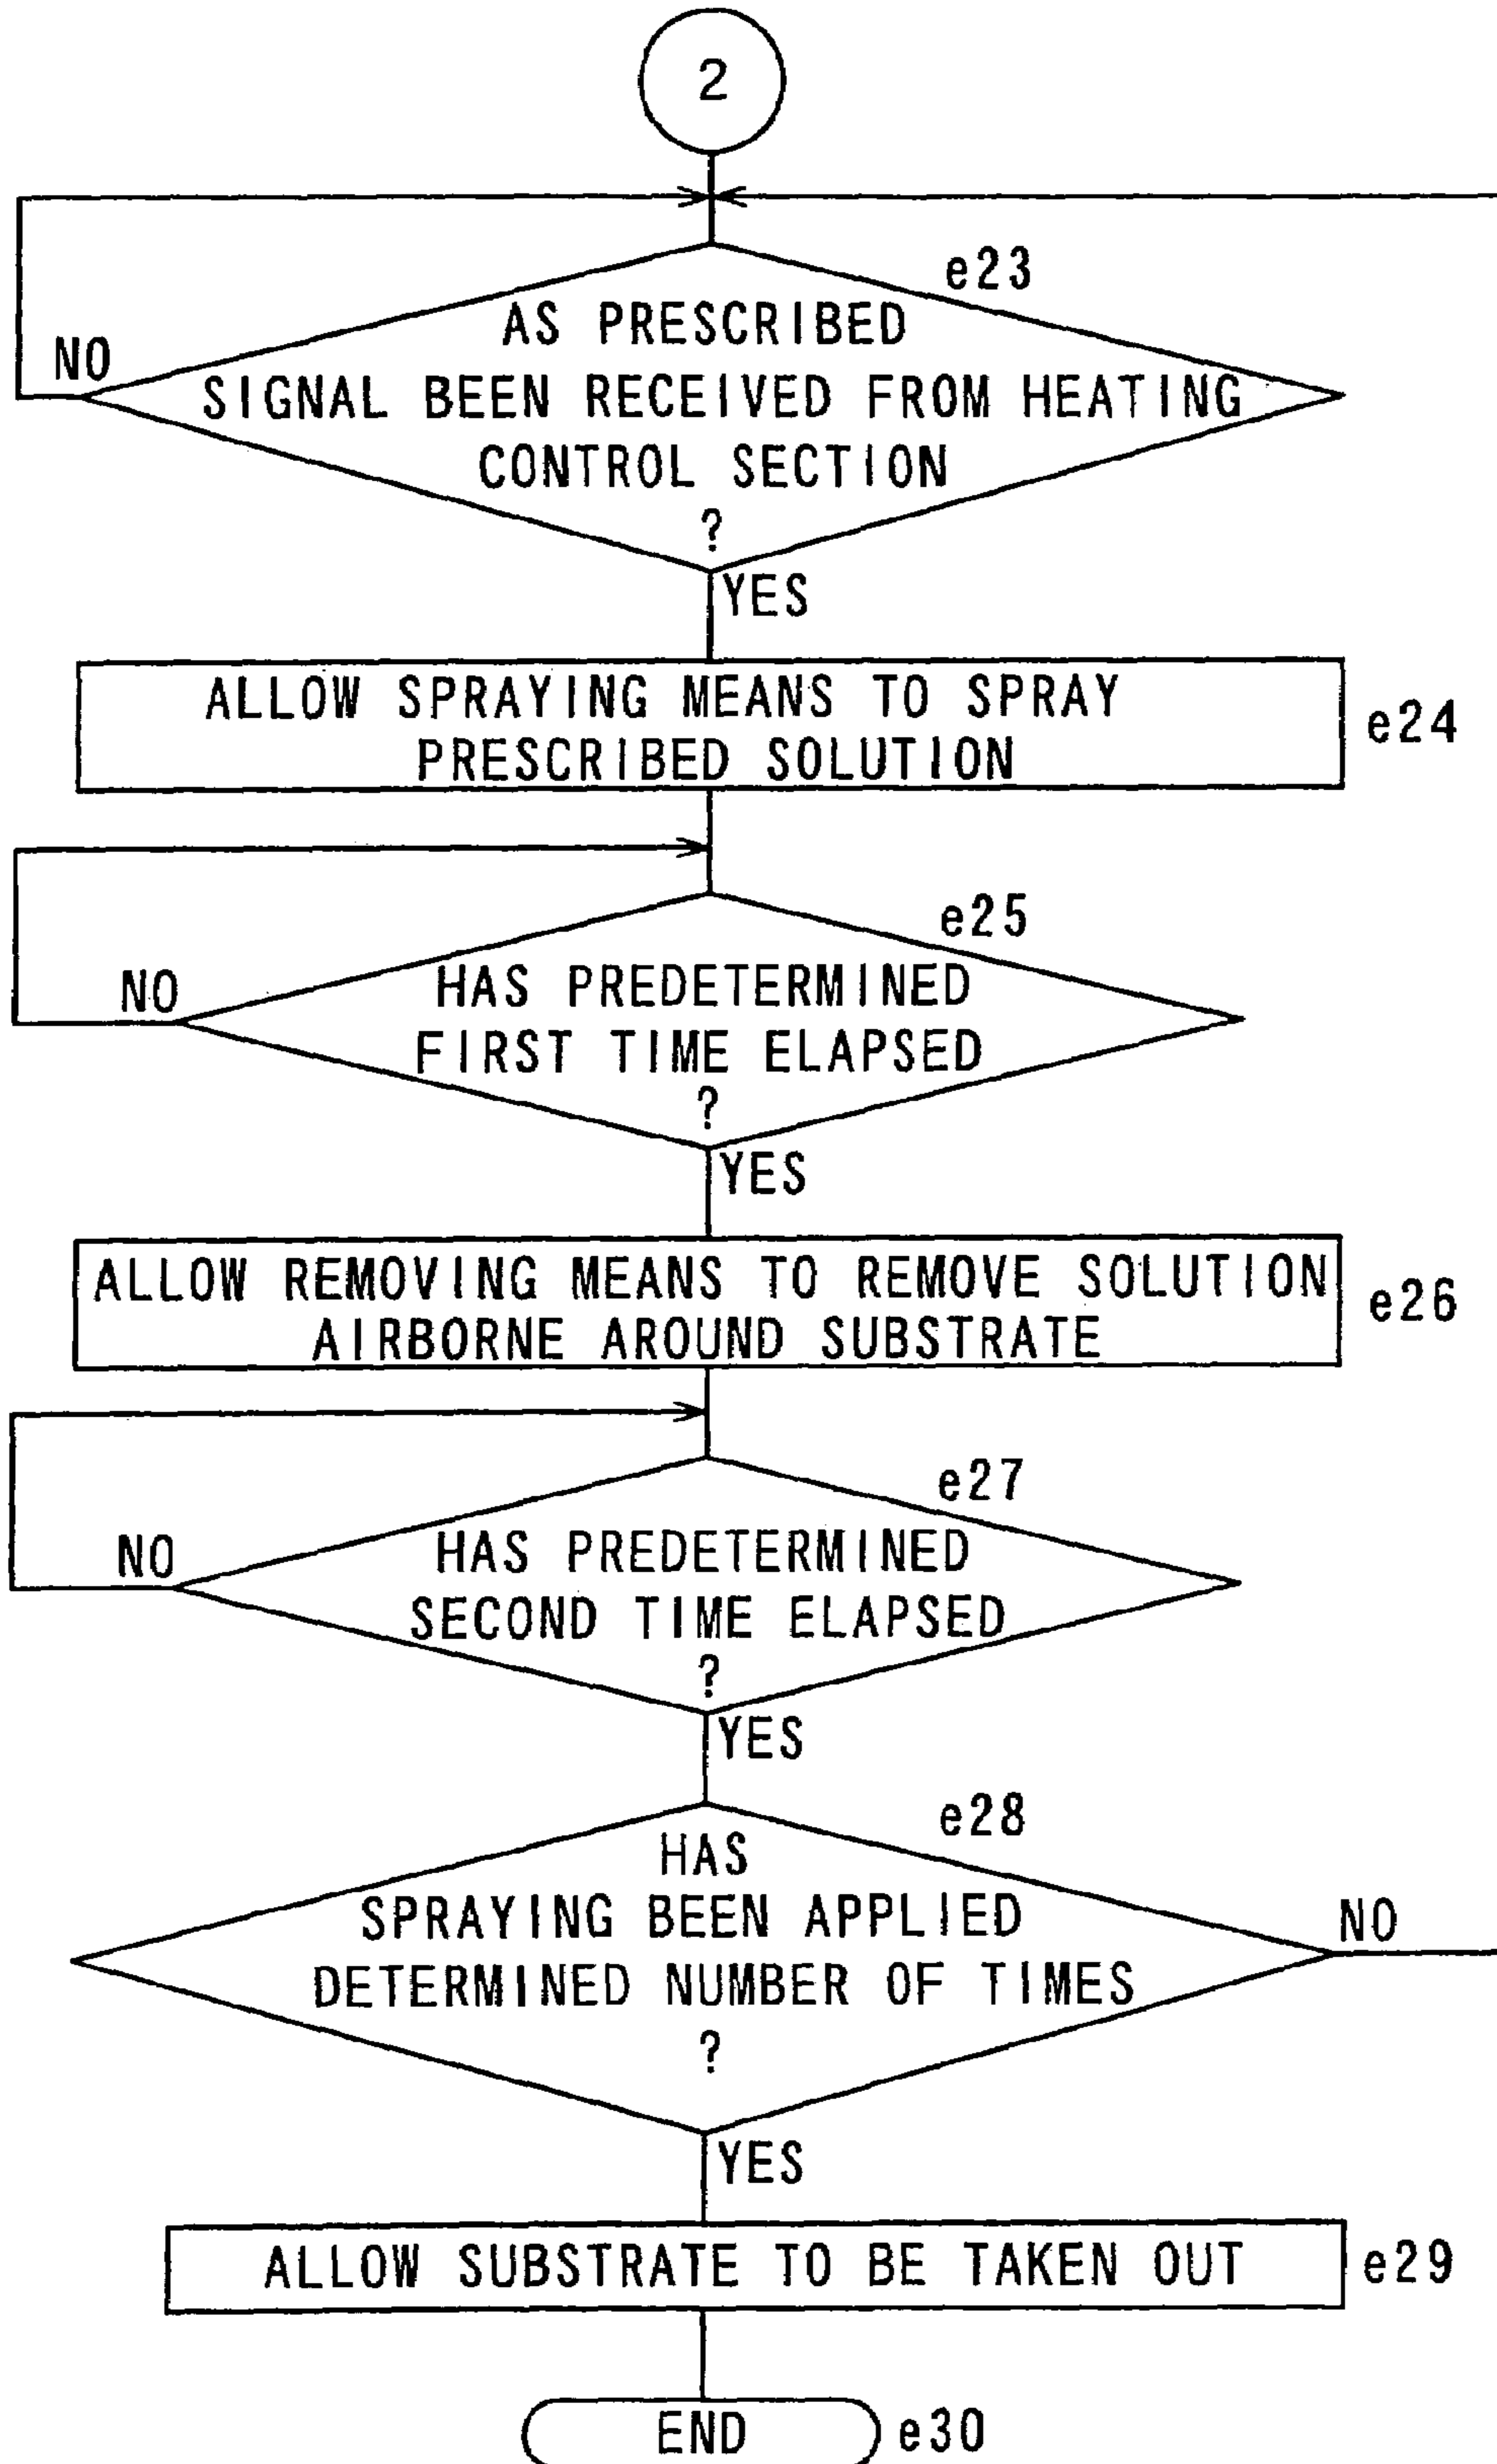 2
e23
AS PRESCRIBED
NO
SIGNAL BEEN RECEIVED FROM HEATING
CONTROL SECTION
?
YES
ALLOW SPRAYING MEANS TO SPRAY
PRESCRIBED SOLUTION
e24
e25
HAS PREDETERMINED
NO
FIRST TIME ELAPSED
?
YES
ALLOW REMOVING MEANS TO REMOVE SOLUTION
AIRBORNE AROUND SUBSTRATE
e26
e27
HAS PREDETERMINED
NO
SECOND TIME ELAPSED
?
YES
e28
HAS
SPRAYING BEEN APPLIED
NO
DETERMINED NUMBER OF TIMES
?
YES
ALLOW SUBSTRATE TO BE TAKEN OUT
e29
END
e30